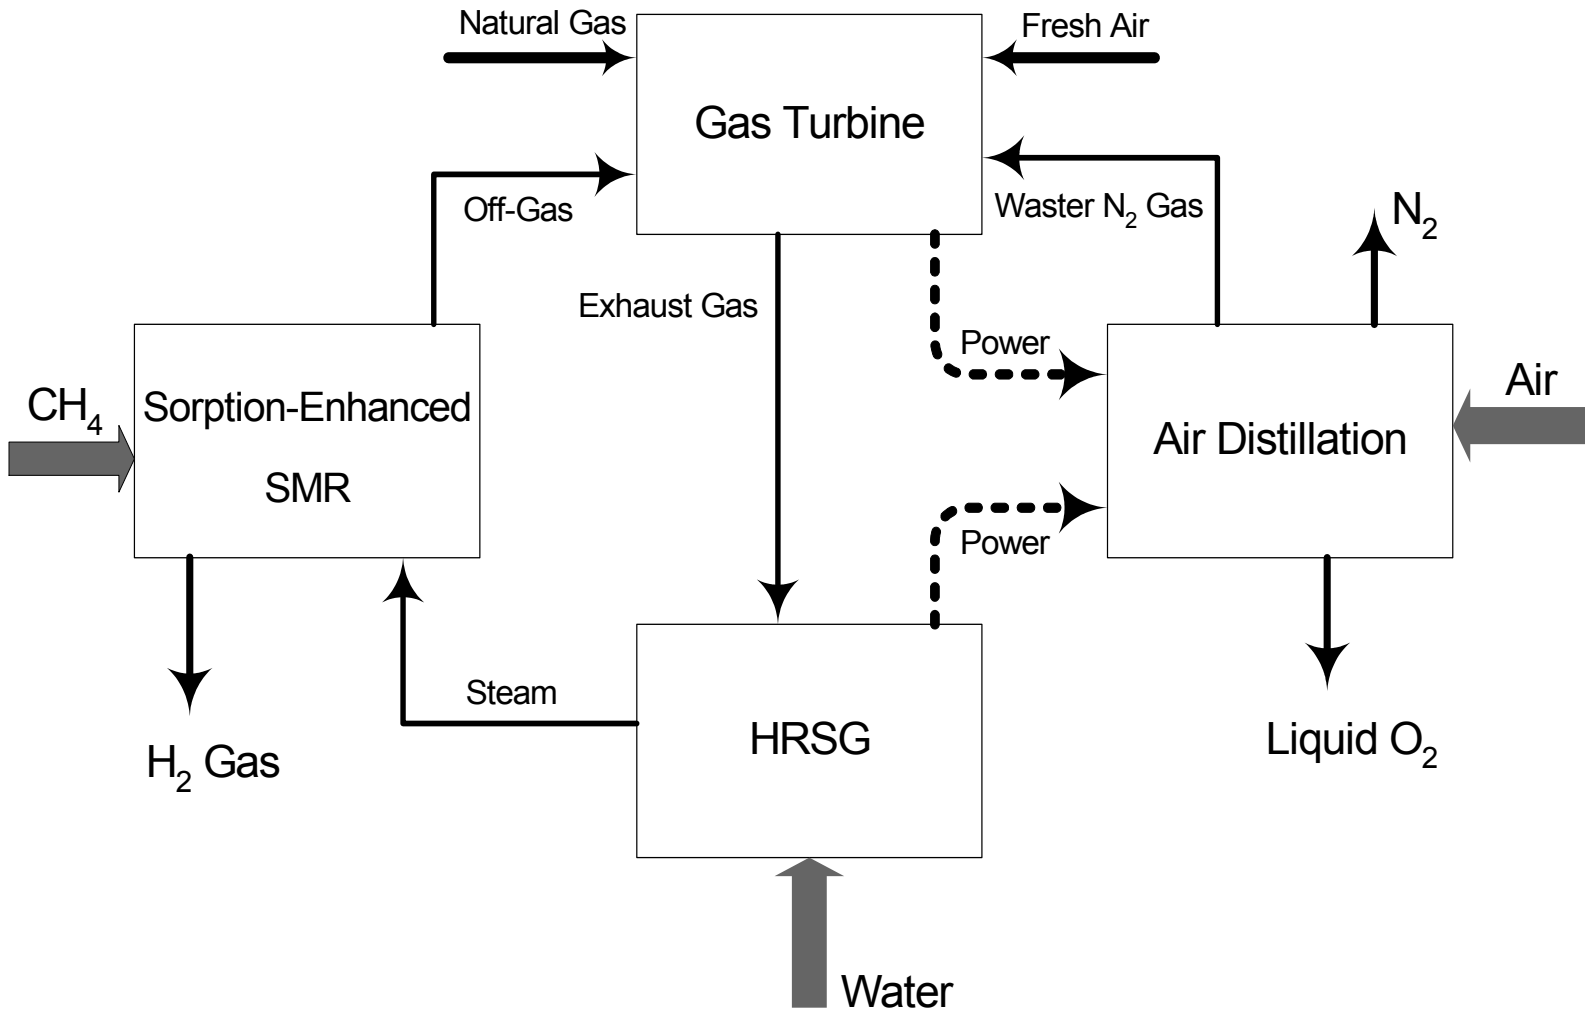 Natural Gas
Fresh Air
Gas Turbine
Off-Gas
Waster N₂ Gas
N₂
Exhaust Gas
Power
CH₄
Sorption-Enhanced
SMR
Air
Air Distillation
Power
Steam
H₂ Gas
HRSG
Liquid O₂
Water